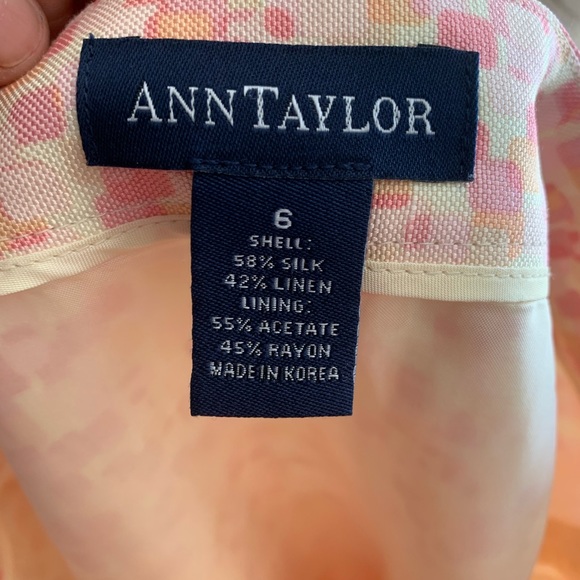 ANNTAYLOR
6
SHELL:
58% SILK
42% LINEN
LINING:
55% ACETATE
45% RAYON
MADE IN KOREA